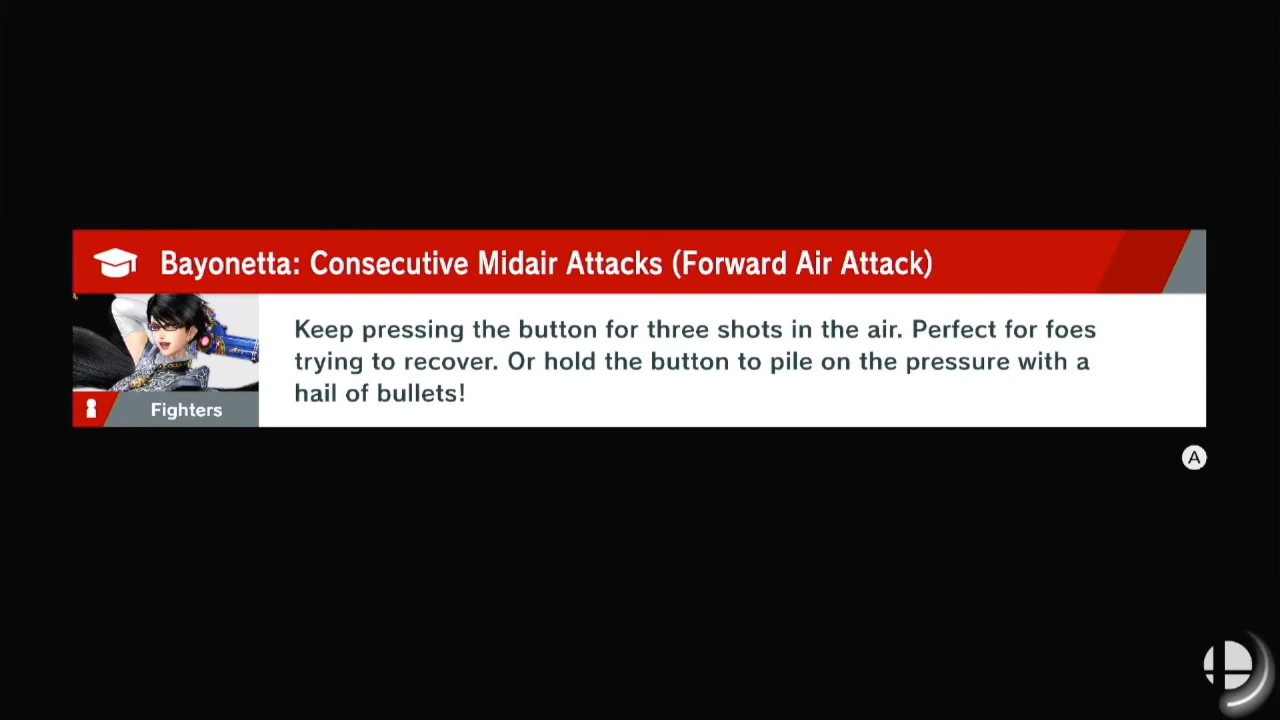 Bayonetta: Consecutive Midair Attacks (Forward Air Attack)
Keep pressing the button for three shots in the air. Perfect for foes
trying to recover. Or hold the button to pile on the pressure with a
hail of bullets!
Fighters
A